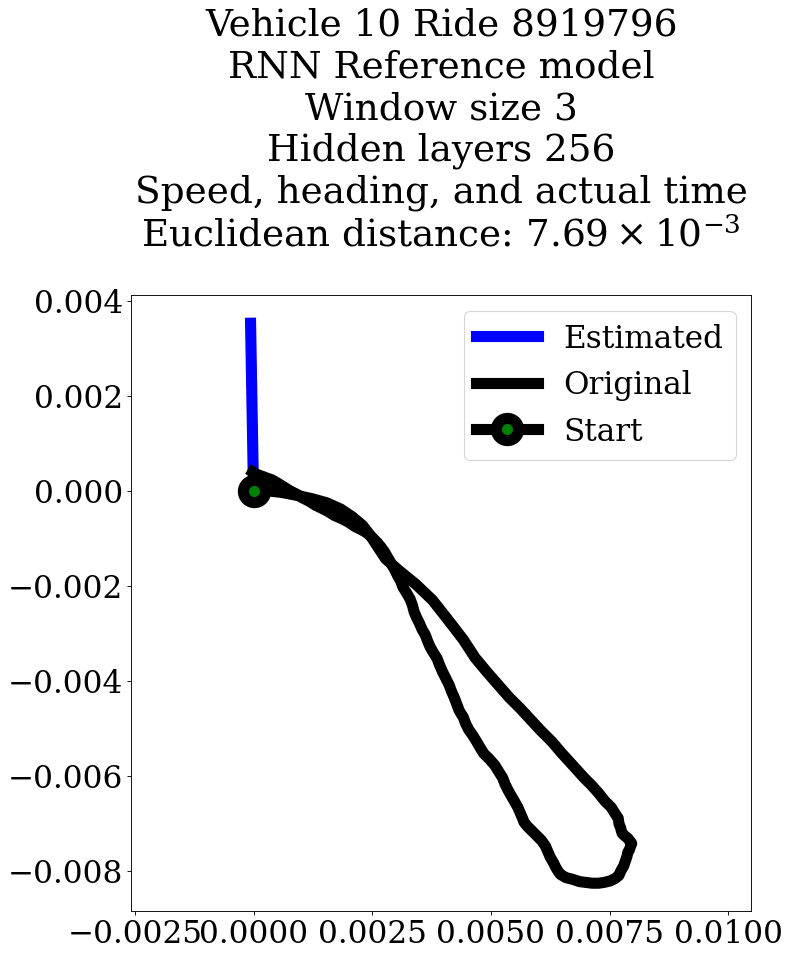 Vehicle 10 Ride 8919796
RNN Reference model
Window size 3
Hidden layers 256
Speed, heading, and actual time
Euclidean distance: 7.69 × 10⁻³
Estimated
Original
Start
0.004
0.002
0.000
−0.002
−0.004
−0.006
−0.008
−0.0025 0.0000 0.0025 0.0050 0.0075 0.0100